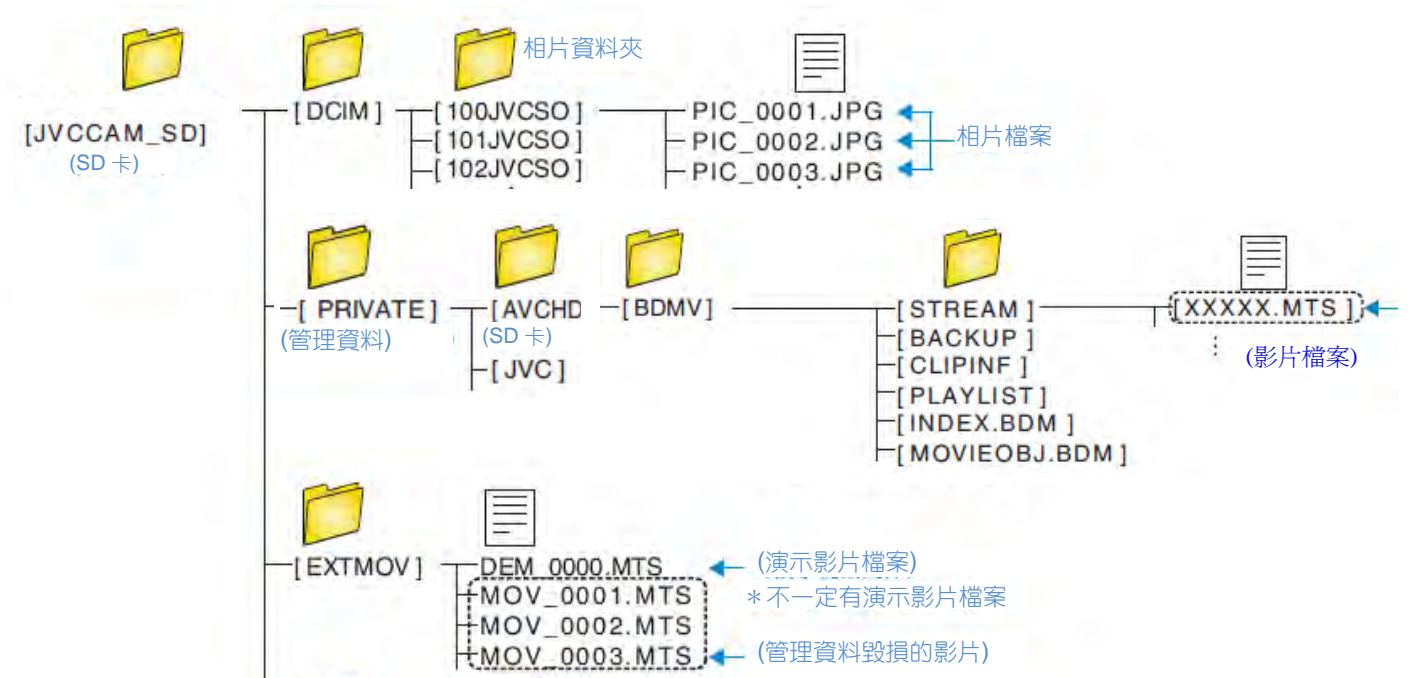 相片資料夾
[JVCCAM_SD]
(SD 卡)
[DCIM]
[100JVCSO]
[101JVCSO]
[102JVCSO]
PIC_0001.JPG
PIC_0002.JPG
PIC_0003.JPG
相片檔案
[PRIVATE]
(管理資料)
[AVCHD
(SD 卡)
[JVC]
[BDMV]
[STREAM]
[BACKUP]
[CLIPINF]
[PLAYLIST]
[INDEX.BDM]
[MOVIEOBJ.BDM]
[XXXXX.MTS]
(影片檔案)
[EXTMOV]
DEM_0000.MTS
(演示影片檔案)
MOV_0001.MTS
＊不一定有演示影片檔案
MOV_0002.MTS
MOV_0003.MTS
(管理資料毀損的影片)